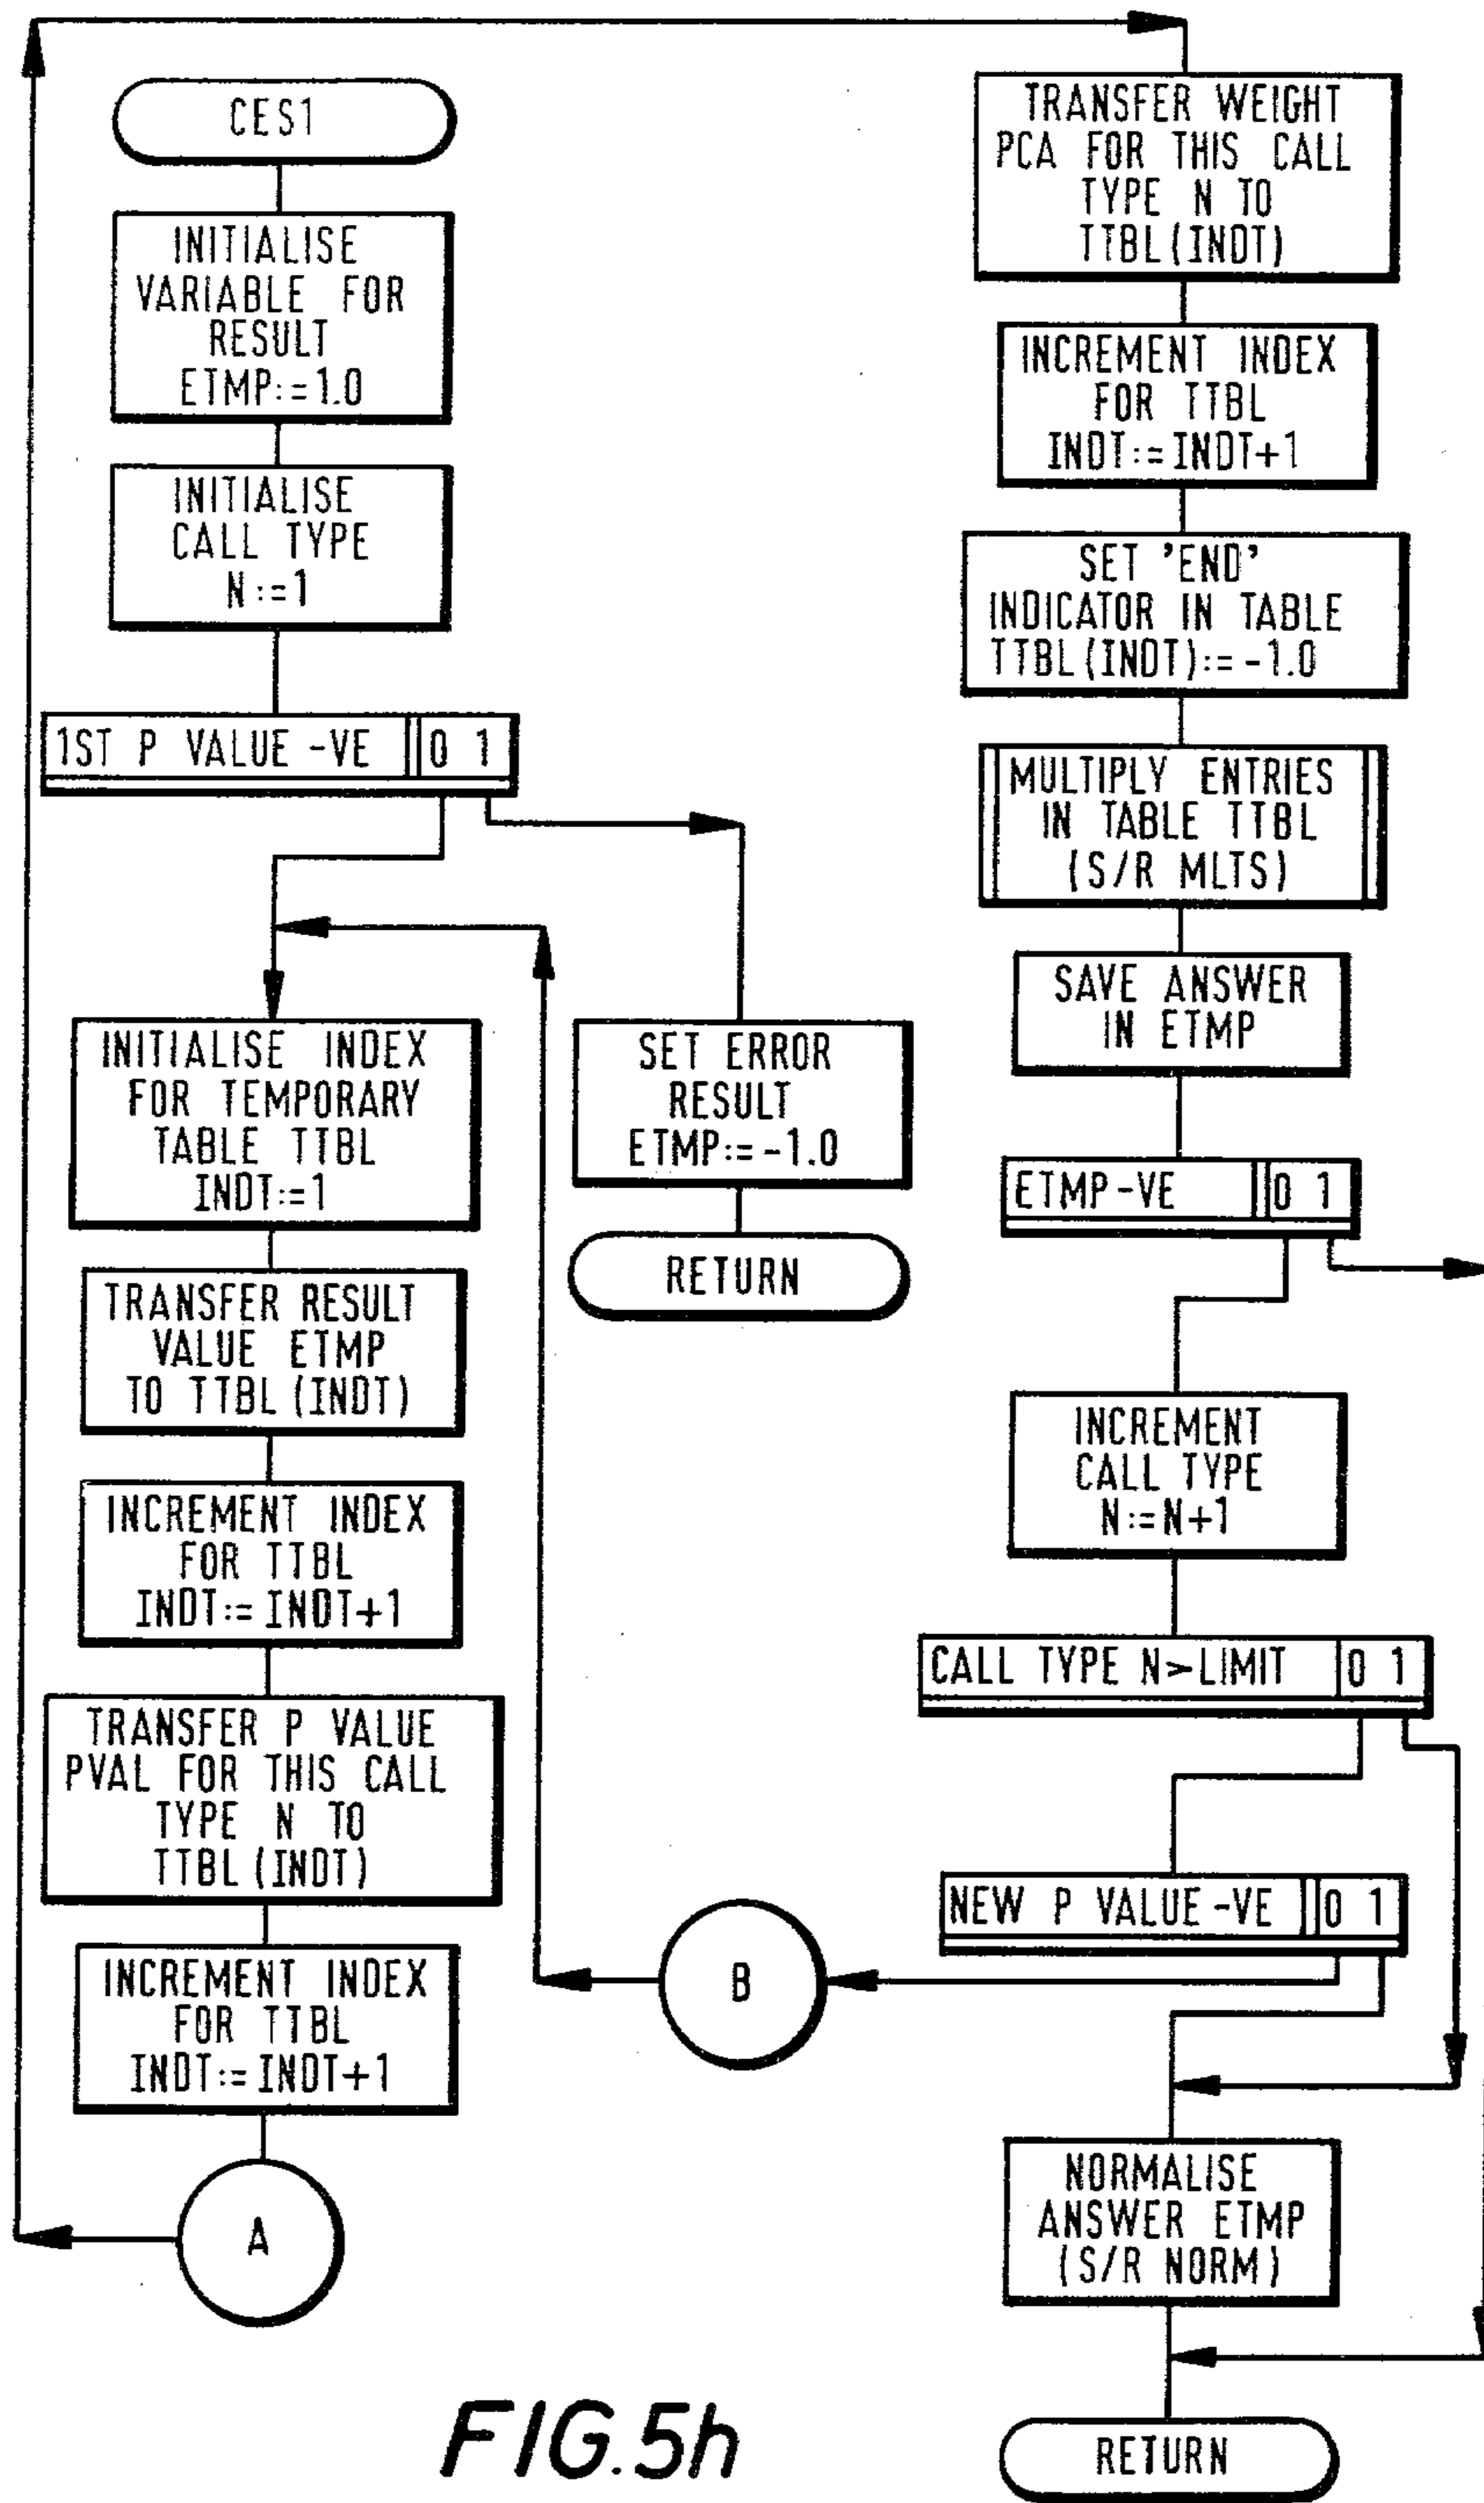 CES1
INITIALISE
VARIABLE FOR
RESULT
ETMP:=1.0
INITIALISE
CALL TYPE
N:=1
1ST P VALUE -VE 0 1
INITIALISE INDEX
FOR TEMPORARY
TABLE TTBL
INDT:=1
TRANSFER RESULT
VALUE ETMP
TO TTBL (INDT)
INCREMENT INDEX
FOR TTBL
INDT:= INDT+1
TRANSFER P VALUE
PVAL FOR THIS CALL
TYPE N TO
TTBL (INDT)
INCREMENT INDEX
FOR TTBL
INDT:= INDT+1
A
SET ERROR
RESULT
ETMP:=-1.0
RETURN
B
TRANSFER WEIGHT
PCA FOR THIS CALL
TYPE N TO
TTBL (INDT)
INCREMENT INDEX
FOR TTBL
INDT:= INDT+1
SET 'END'
INDICATOR IN TABLE
TTBL (INDT):=-1.0
MULTIPLY ENTRIES
IN TABLE TTBL
(S/R MLTS)
SAVE ANSWER
IN ETMP
ETMP-VE 0 1
INCREMENT
CALL TYPE
N:=N+1
CALL TYPE N>LIMIT 0 1
NEW P VALUE-VE 0 1
NORMALISE
ANSWER ETMP
(S/R NORM)
RETURN
FIG.5h